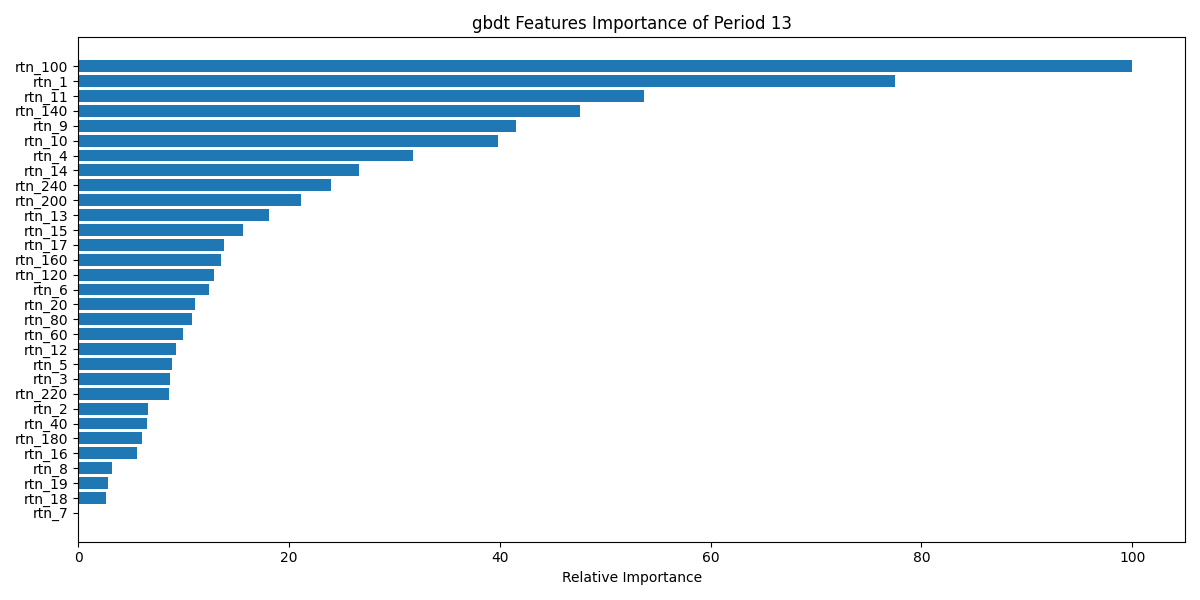 gbdt Features Importance of Period 13
rtn_100
rtn_1
rtn_11
rtn_140
rtn_9
rtn_10
rtn_4
rtn_14
rtn_240
rtn_200
rtn_13
rtn_15
rtn_17
rtn_160
rtn_120
rtn_6
rtn_20
rtn_80
rtn_60
rtn_12
rtn_5
rtn_3
rtn_220
rtn_2
rtn_40
rtn_180
rtn_16
rtn_8
rtn_19
rtn_18
rtn_7
0 20 40 60 80 100
Relative Importance